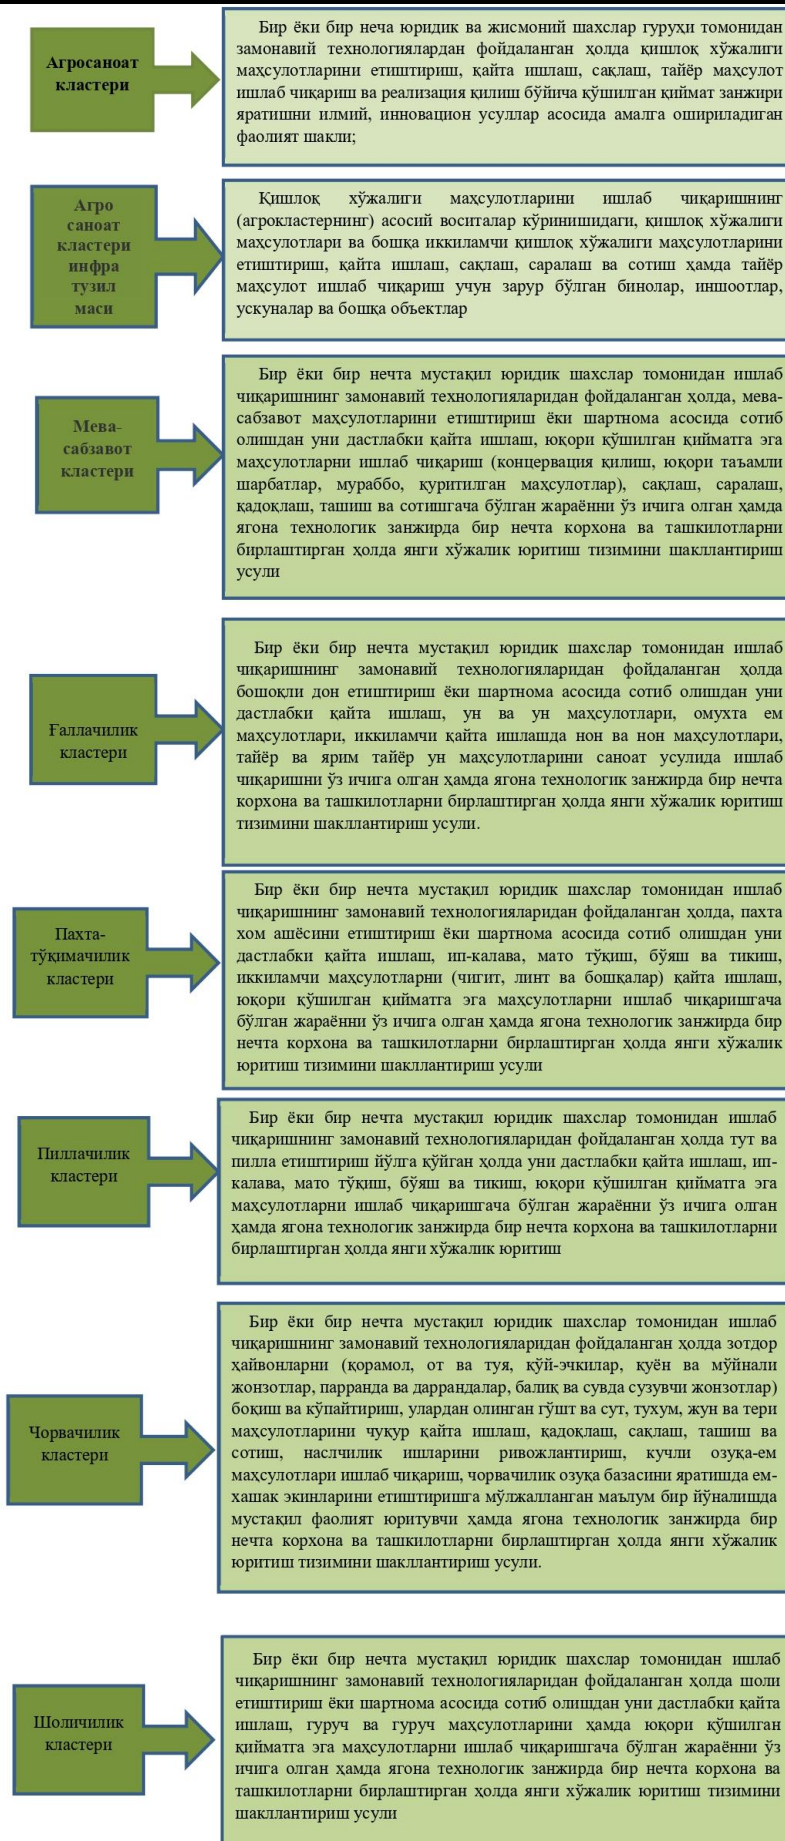 Агросаноат
кластери
Бир ёки бир неча юридик ва жисмоний шахслар гуруҳи томонидан
замонавий технологиялардан фойдаланган ҳолда қишлоқ хўжалиги
маҳсулотларини етиштириш, қайта ишлаш, сақлаш, тайёр маҳсулот
ишлаб чиқариш ва реализация қилиш бўйича қўшилган қиймат занжири
яратишни илмий, инновацион усуллар асосида амалга ошириладиган
фаолият шакли;
Агро
саноат
кластери
инфра
тузил
маси
Қишлоқ хўжалиги маҳсулотларини ишлаб чиқаришнинг
(агрокластернинг) асосий воситалар кўринишидаги, қишлоқ хўжалиги
маҳсулотлари ва бошқа иккиламчи қишлоқ хўжалиги маҳсулотларини
етиштириш, қайта ишлаш, сақлаш, саралаш ва сотиш ҳамда тайёр
маҳсулот ишлаб чиқариш учун зарур бўлган бинолар, иншоотлар,
ускуналар ва бошқа объектлар
Мева-
сабзавот
кластери
Бир ёки бир нечта мустақил юридик шахслар томонидан ишлаб
чиқаришнинг замонавий технологияларидан фойдаланган ҳолда, мева-
сабзавот маҳсулотларини етиштириш ёки шартнома асосида сотиб
олишдан уни дастлабки қайта ишлаш, юқори қўшилган қийматга эга
маҳсулотларни ишлаб чиқариш (концервация қилиш, юқори таъамли
шарбатлар, мураббо, қуритилган маҳсулотлар), сақлаш, саралаш,
қадоқлаш, ташиш ва сотишгача бўлган жараённи ўз ичига олган ҳамда
ягона технологик занжирда бир нечта корхона ва ташкилотларни
бирлаштирган ҳолда янги хўжалик юритиш тизимини шакллантириш
усули
Ғаллачилик
кластери
Бир ёки бир нечта мустақил юридик шахслар томонидан ишлаб
чиқаришнинг замонавий технологияларидан фойдаланган ҳолда
бошоқли дон етиштириш ёки шартнома асосида сотиб олишдан уни
дастлабки қайта ишлаш, ун ва ун маҳсулотлари, омухта ем
маҳсулотлари, иккиламчи қайта ишлашда нон ва нон маҳсулотлари,
тайёр ва ярим тайёр ун маҳсулотларини саноат усулида ишлаб
чиқаришни ўз ичига олган ҳамда ягона технологик занжирда бир нечта
корхона ва ташкилотларни бирлаштирган ҳолда янги хўжалик юритиш
тизимини шакллантириш усули.
Пахта-
тўқимачилик
кластери
Бир ёки бир нечта мустақил юридик шахслар томонидан ишлаб
чиқаришнинг замонавий технологияларидан фойдаланган ҳолда, пахта
хом ашёсини етиштириш ёки шартнома асосида сотиб олишдан уни
дастлабки қайта ишлаш, ип-калава, мато тўқиш, бўяш ва тикиш,
иккиламчи маҳсулотларни (чигит, линт ва бошқалар) қайта ишлаш,
юқори қўшилган қийматга эга маҳсулотларни ишлаб чиқаришгача
бўлган жараённи ўз ичига олган ҳамда ягона технологик занжирда бир
нечта корхона ва ташкилотларни бирлаштирган ҳолда янги хўжалик
юритиш тизимини шакллантириш усули
Пиллачилик
кластери
Бир ёки бир нечта мустақил юридик шахслар томонидан ишлаб
чиқаришнинг замонавий технологияларидан фойдаланган ҳолда тут ва
пилла етиштириш йўлга қўйган ҳолда уни дастлабки қайта ишлаш, ип-
калава, мато тўқиш, бўяш ва тикиш, юқори қўшилган қийматга эга
маҳсулотларни ишлаб чиқаришгача бўлган жараённи ўз ичига олган
ҳамда ягона технологик занжирда бир нечта корхона ва ташкилотларни
бирлаштирган ҳолда янги хўжалик юритиш
Чорвачилик
кластери
Бир ёки бир нечта мустақил юридик шахслар томонидан ишлаб
чиқаришнинг замонавий технологияларидан фойдаланган ҳолда зотдор
ҳайвонларни (қорамол, от ва туя, қўй-эчкилар, қуён ва мўйнали
жонзотлар, парранда ва даррандалар, балиқ ва сувда сузувчи жонзотлар)
боқиш ва кўпайтириш, улардан олинган гўшт ва сут, тухум, жун ва тери
маҳсулотларини чуқур қайта ишлаш, қадоқлаш, сақлаш, ташиш ва
сотиш, наслчилик ишларини ривожлантириш, кучли озуқа-ем
маҳсулотлари ишлаб чиқариш, чорвачилик озуқа базасини яратишда ем-
хашак экинларини етиштиришга мўлжалланган маълум бир йўналишда
мустақил фаолият юритувчи ҳамда ягона технологик занжирда бир
нечта корхона ва ташкилотларни бирлаштирган ҳолда янги хўжалик
юритиш тизимини шакллантириш усули.
Шоличилик
кластери
Бир ёки бир нечта мустақил юридик шахслар томонидан ишлаб
чиқаришнинг замонавий технологияларидан фойдаланган ҳолда шоли
етиштириш ёки шартнома асосида сотиб олишдан уни дастлабки қайта
ишлаш, гуруч ва гуруч маҳсулотларини ҳамда юқори қўшилган
қийматга эга маҳсулотларни ишлаб чиқаришгача бўлган жараённи ўз
ичига олган ҳамда ягона технологик занжирда бир нечта корхона ва
ташкилотларни бирлаштирган ҳолда янги хўжалик юритиш тизимини
шакллантириш усули